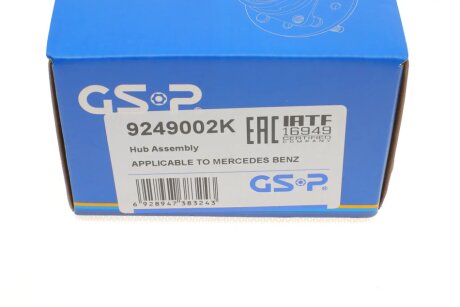 GSP
9249002K
Hub Assembly
APPLICABLE TO MERCEDES BENZ
EAC
IATF
16949
CERTIFIED
COMPANY
GSP®
6 928947 383243